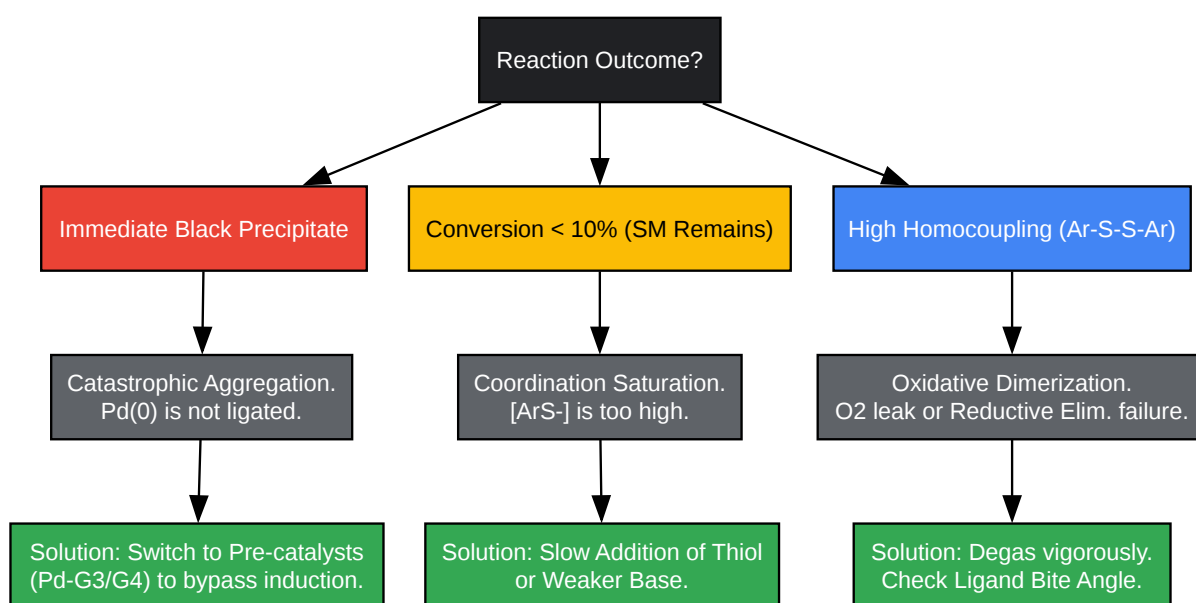 Reaction Outcome?
Immediate Black Precipitate
Conversion < 10% (SM Remains)
High Homocoupling (Ar-S-S-Ar)
Catastrophic Aggregation.
Pd(0) is not ligated.
Coordination Saturation.
[ArS-] is too high.
Oxidative Dimerization.
O2 leak or Reductive Elim. failure.
Solution: Switch to Pre-catalysts
(Pd-G3/G4) to bypass induction.
Solution: Slow Addition of Thiol
or Weaker Base.
Solution: Degas vigorously.
Check Ligand Bite Angle.